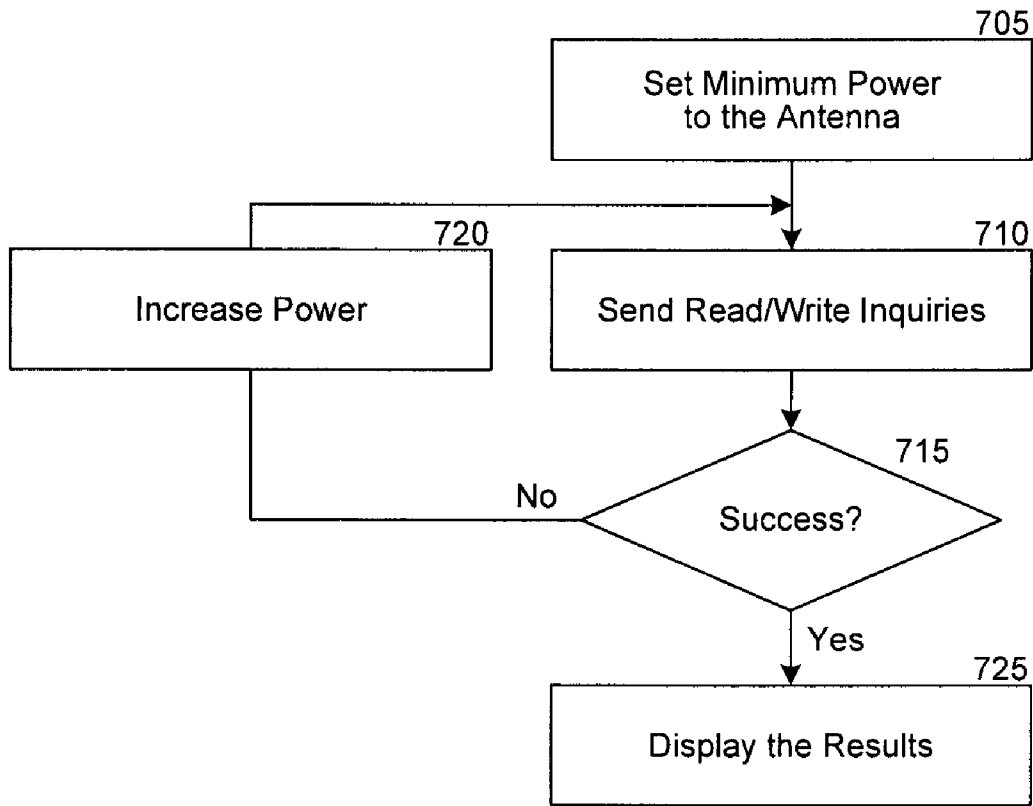 705
Set Minimum Power
to the Antenna
720
Increase Power
710
Send Read/Write Inquiries
715
Success?
No
Yes
725
Display the Results